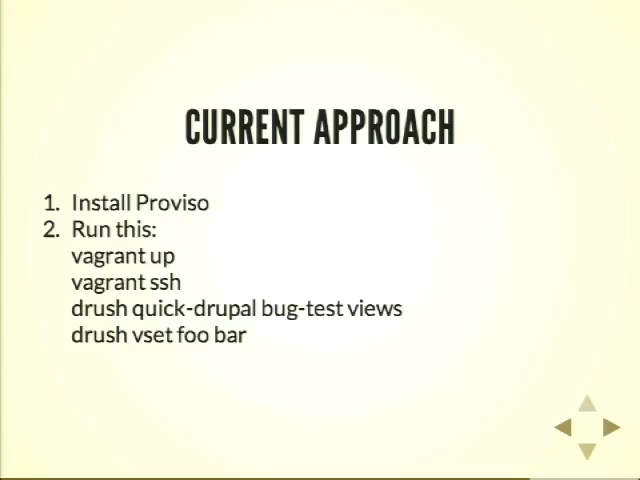 CURRENT APPROACH
1. Install Proviso
2. Run this:
vagrant up
vagrant ssh
drush quick-drupal bug-test views
drush vset foo bar